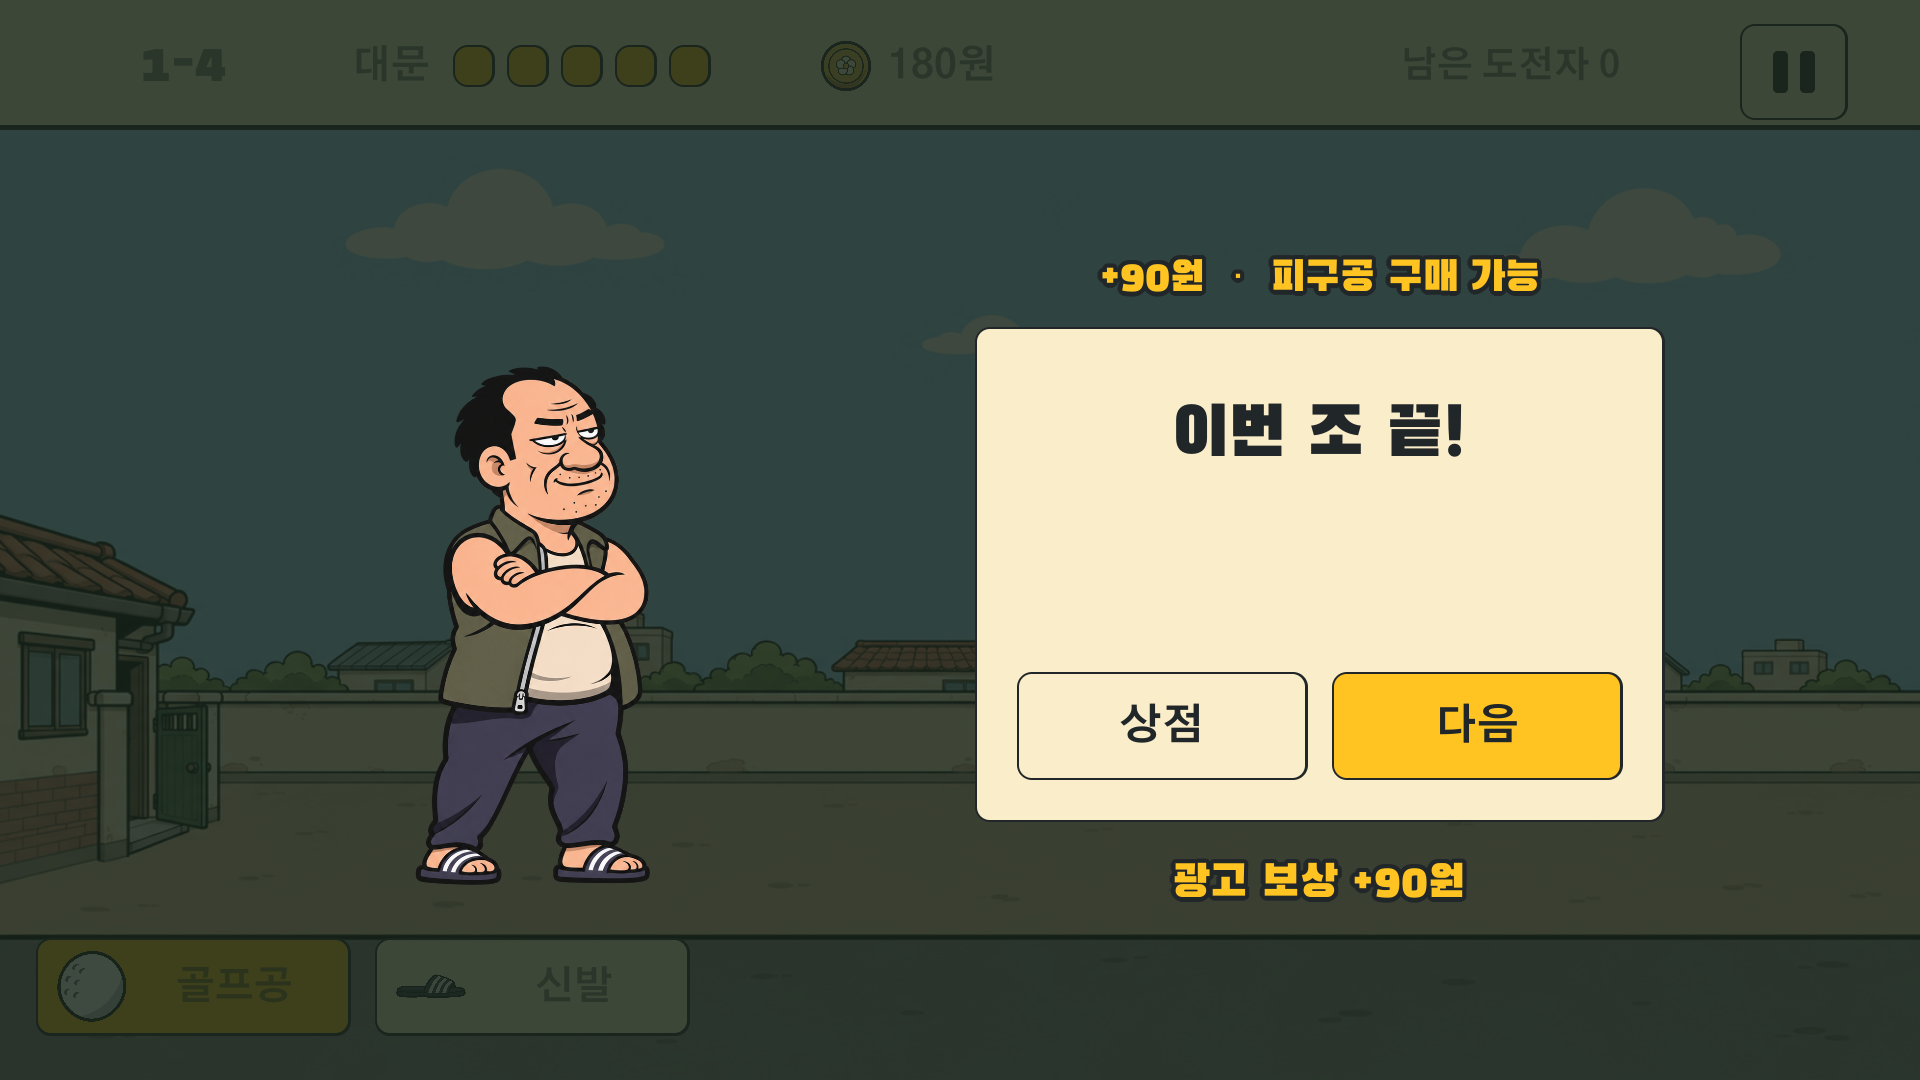 1-4 대문 180원 남은 도전자 0
+90원 · 피구공 구매 가능
이번 조 끝!
상점 다음
광고 보상 +90원
골프공 신발